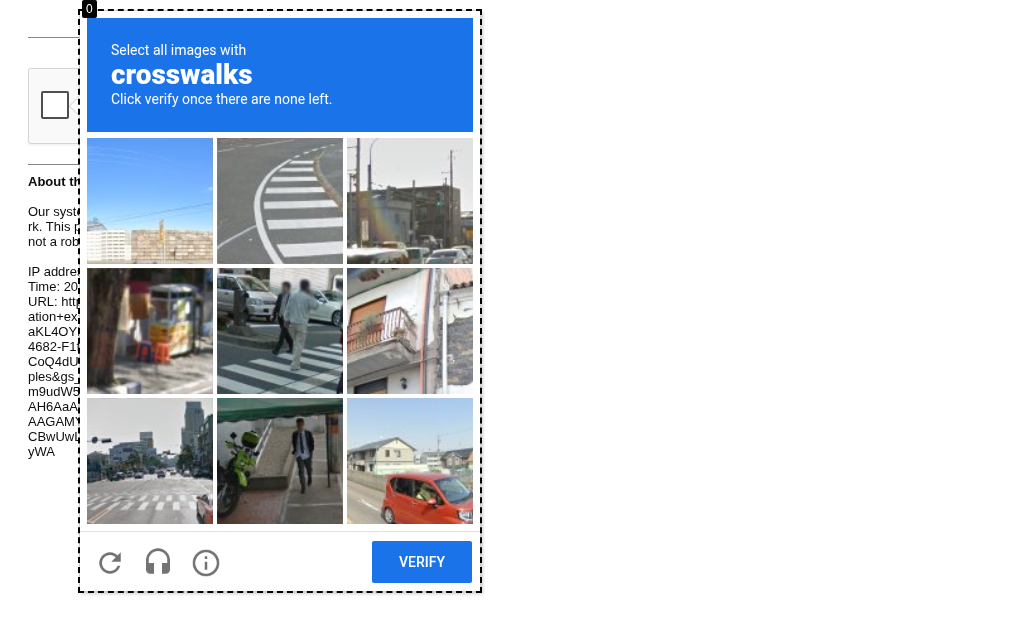 0
Select all images with
crosswalks
Click verify once there are none left.
About th
Our syst
rk. This p
not a rob
IP addre
Time: 20
URL: http
ation+ex
aKL4OY
4682-F1
CoQ4dU
ples&gs_
m9udW5
AH6AaA
AAGAMY
CBwUwL
yWA
VERIFY